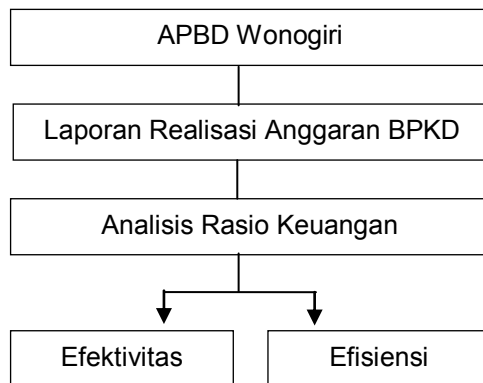 APBD Wonogiri
Laporan Realisasi Anggaran BPKD
Analisis Rasio Keuangan
Efektivitas
Efisiensi